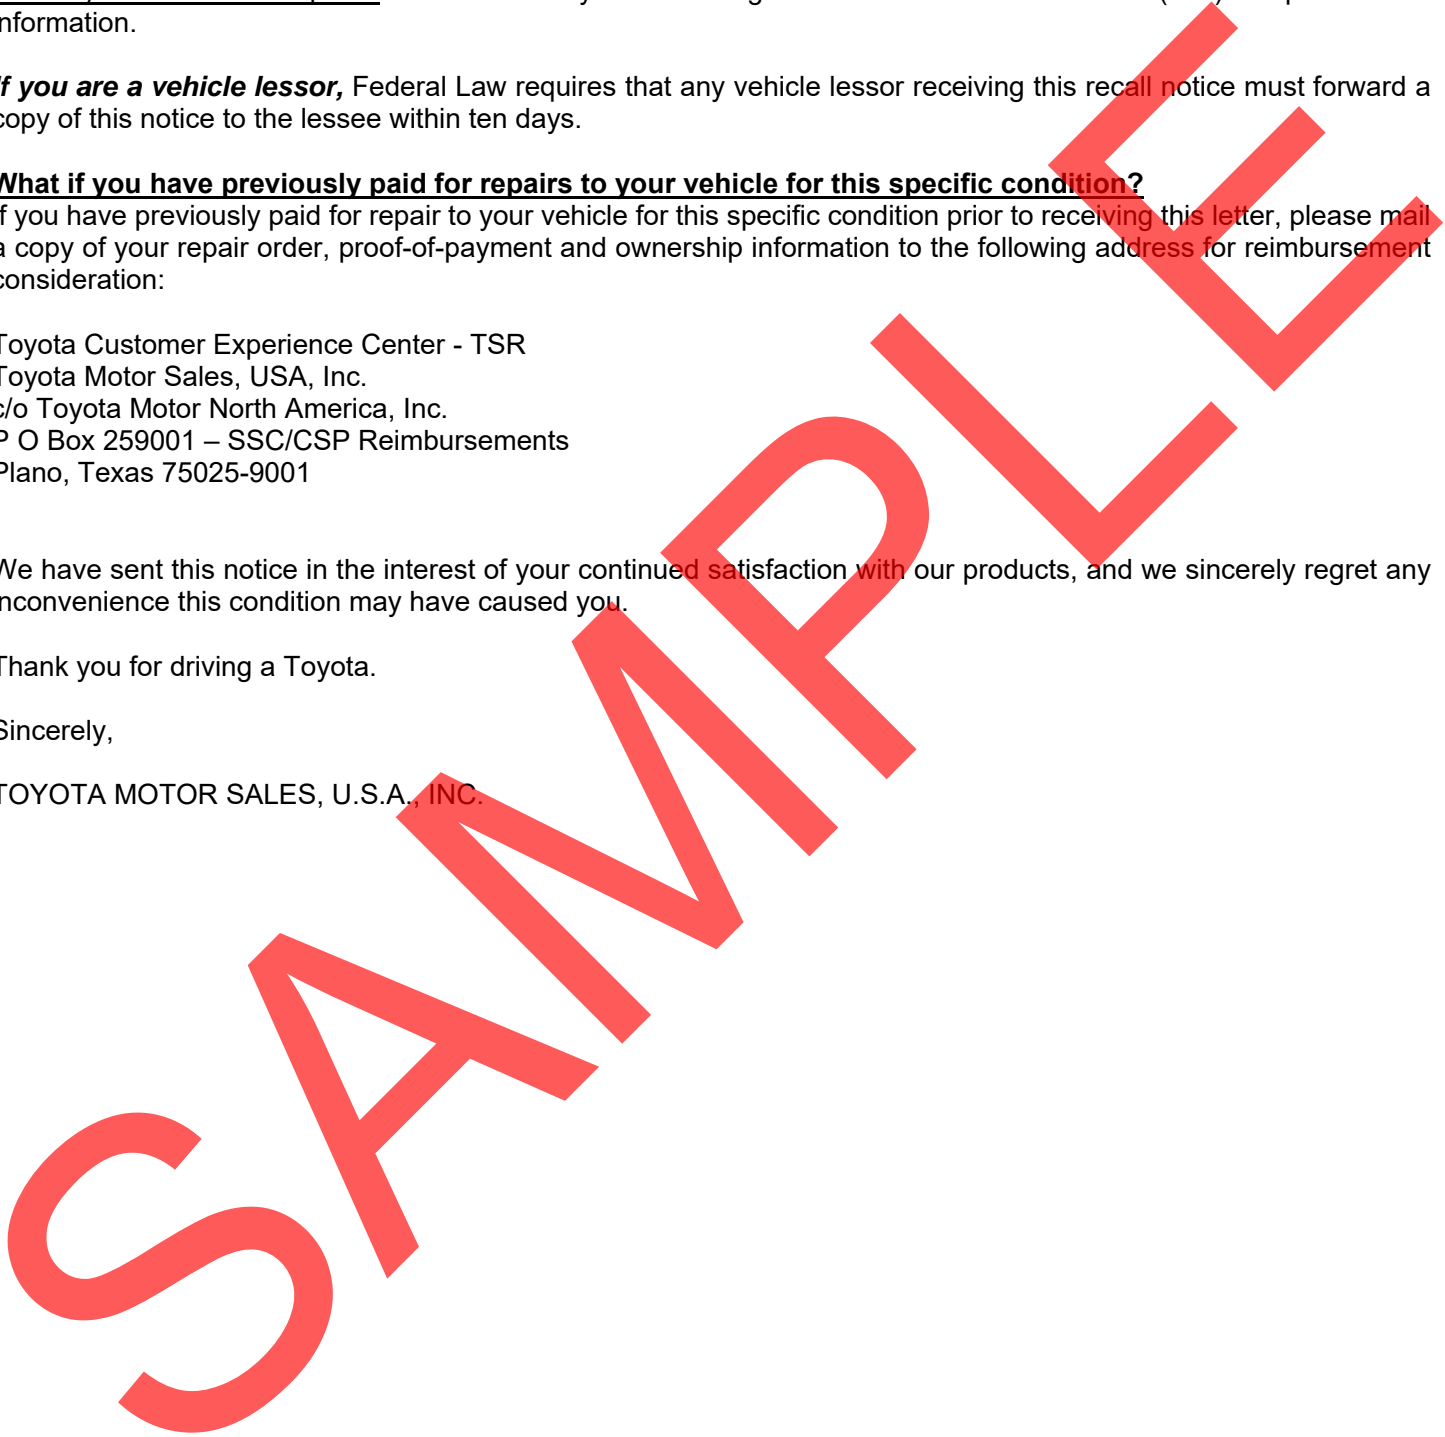 information.
If you are a vehicle lessor, Federal Law requires that any vehicle lessor receiving this recall notice must forward a
copy of this notice to the lessee within ten days.
What if you have previously paid for repairs to your vehicle for this specific condition?
If you have previously paid for repair to your vehicle for this specific condition prior to receiving this letter, please mail
a copy of your repair order, proof-of-payment and ownership information to the following address for reimbursement
consideration:
Toyota Customer Experience Center - TSR
Toyota Motor Sales, USA, Inc.
c/o Toyota Motor North America, Inc.
P O Box 259001 – SSC/CSP Reimbursements
Plano, Texas 75025-9001
We have sent this notice in the interest of your continued satisfaction with our products, and we sincerely regret any
inconvenience this condition may have caused you.
Thank you for driving a Toyota.
Sincerely,
TOYOTA MOTOR SALES, U.S.A., INC.
SAMPLE